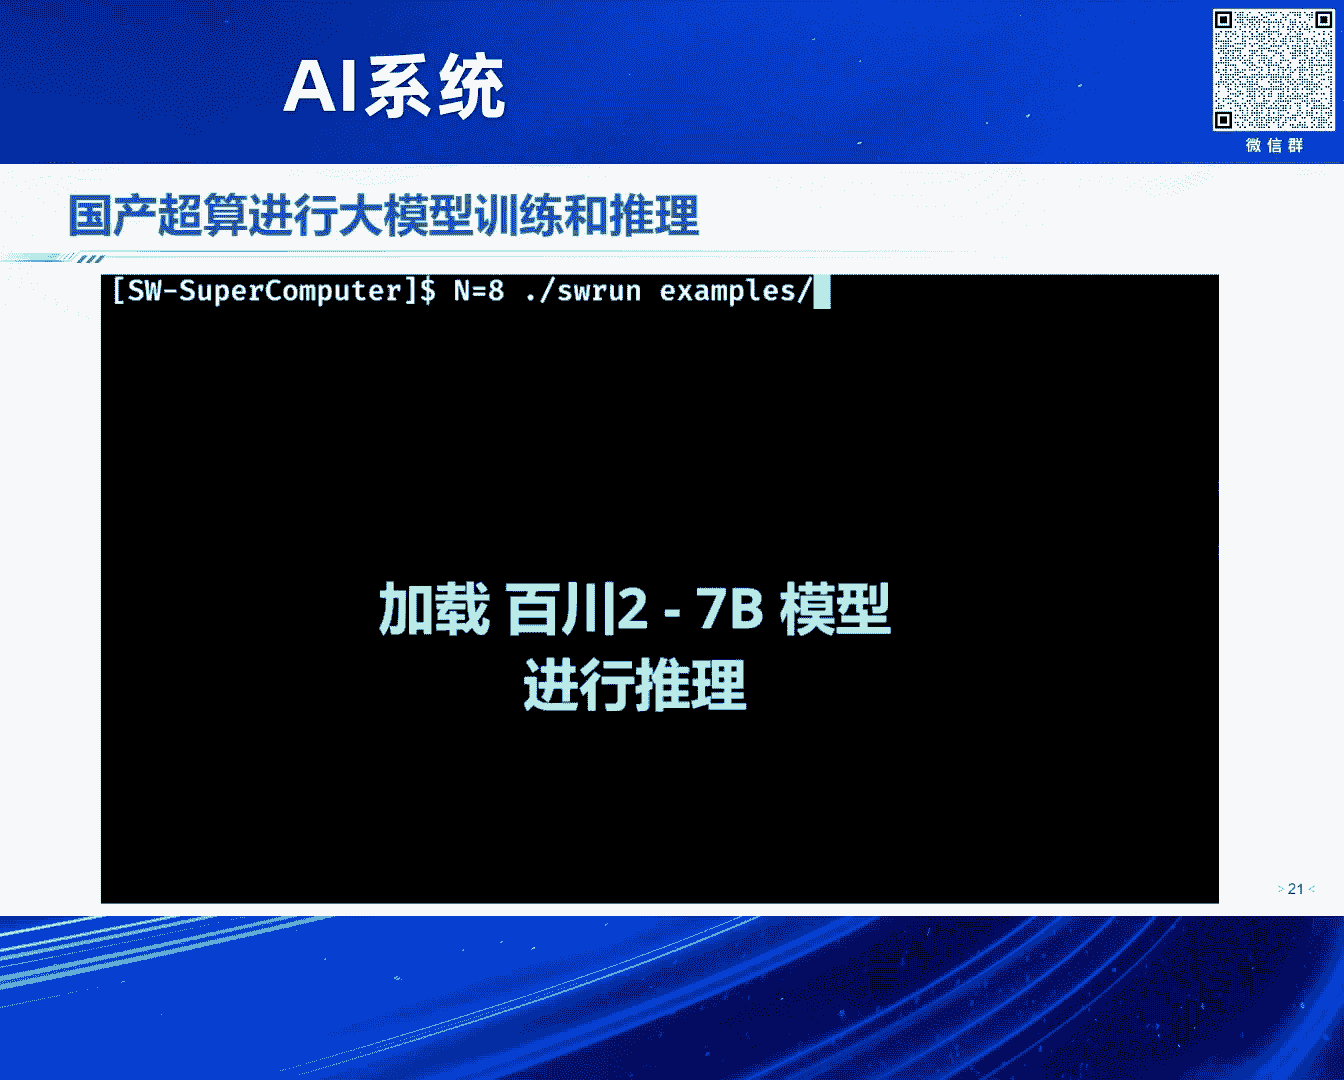 AI系统
微信群
国产超算进行大模型训练和推理
[SW-SuperComputer]$ N=8 ./swrun examples/
加载 百川2 - 7B 模型
进行推理
> 21 <